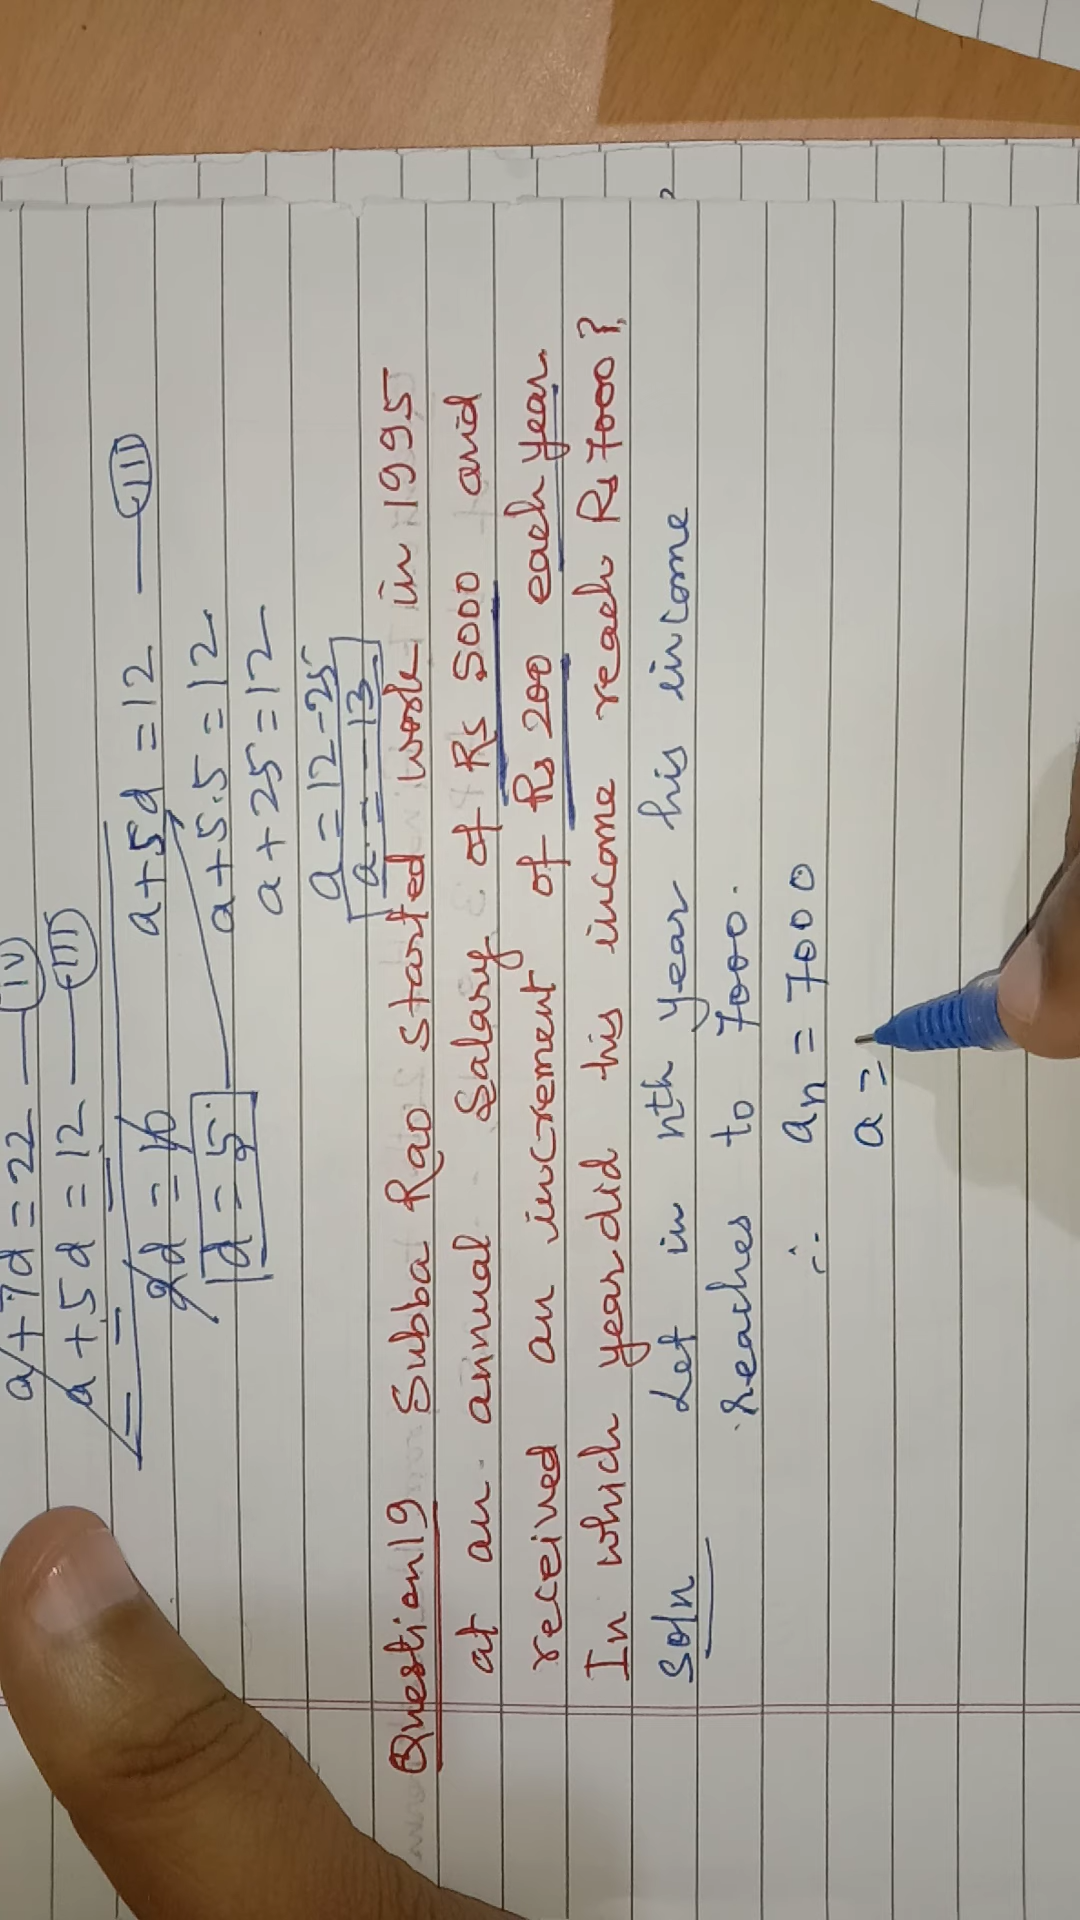 a+7d=22 — (IV)
a+5d=12 — (III)
2d=10
d=5
a+5d=12 — (III)
a+5.5=12
a+25=12
a=12-25
a=-13
Question19 Subba Rao started work in 1995
at an annual Salary of Rs 5000 and
received an increment of Rs 200 each year
In which year did his income reach Rs 7000?
Soln Let in nth year his income
reaches to 7000.
∴ an = 7000
a =